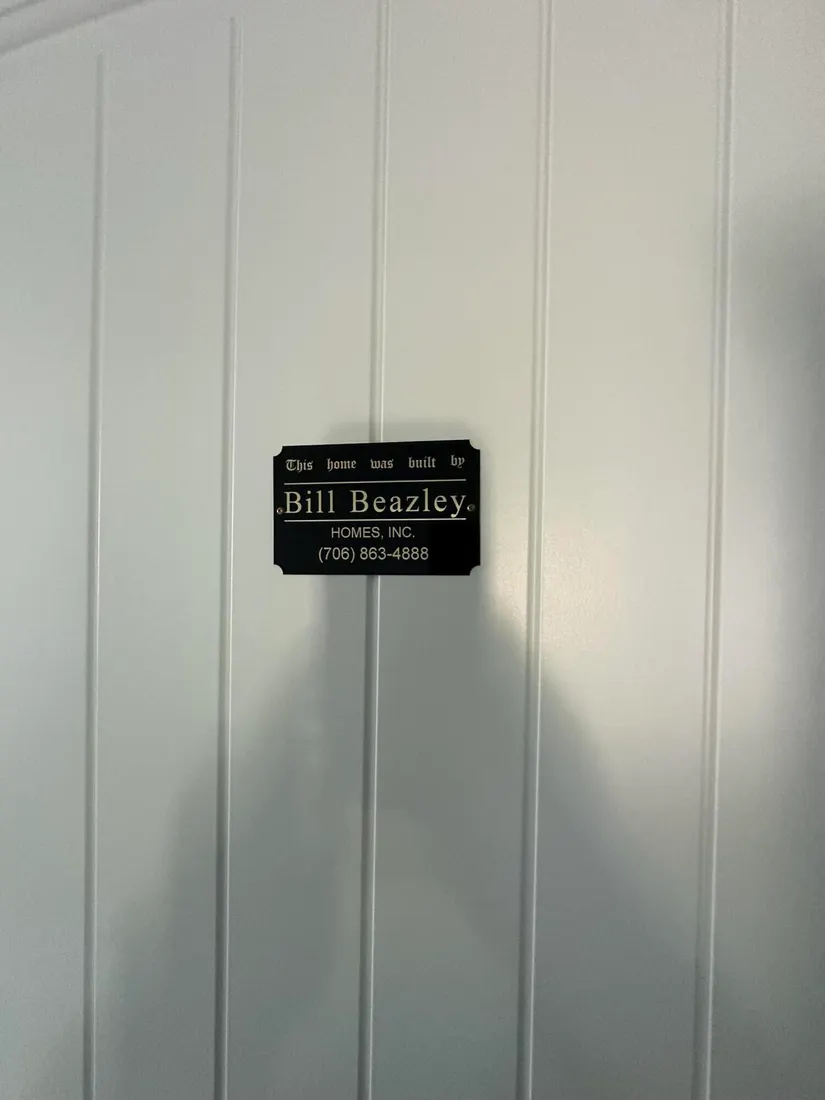 This home was built by
Bill Beazley
HOMES, INC.
(706) 863-4888